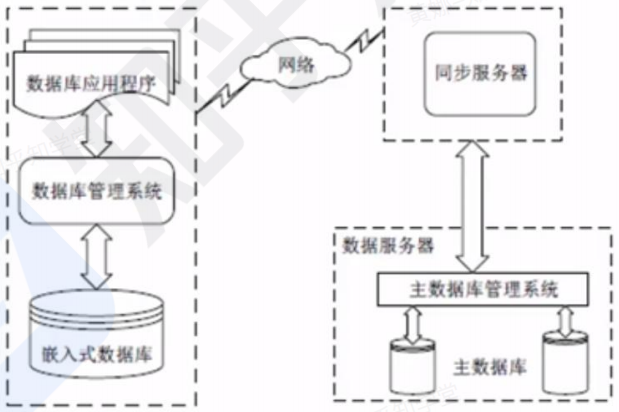 数据库应用程序
数据库管理系统
嵌入式数据库
网络
同步服务器
数据服务器
主数据库管理系统
主数据库